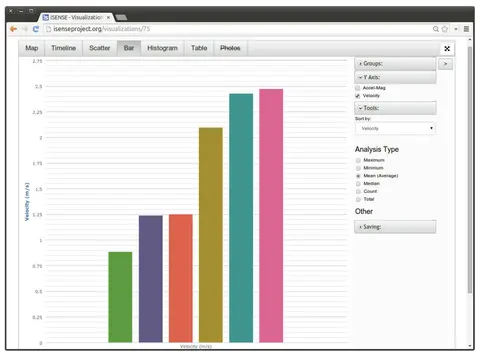 iSENSE - Visualization
isenseproject.org/visualizations/75
Map Timeline Scatter Bar Histogram Table Photos
Groups:
Y Axis:
Accel-Mag
Velocity
Tools:
Sort by:
Velocity
Analysis Type
Maximum
Minimum
Mean (Average)
Median
Count
Total
Other
Saving:
2.75
2.5
2.25
2
1.75
1.5
1.25
1
0.75
0.5
0.25
0
Velocity (m/s)
Velocity (m/s)